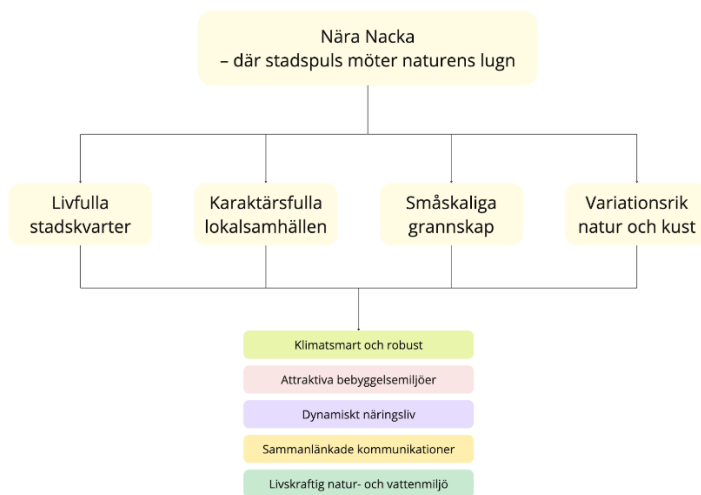 Nära Nacka
– där stadspuls möter naturens lugn
Livfulla
stadskvarter
Karaktärsfulla
lokalsamhällen
Småskaliga
grannskap
Variationsrik
natur och kust
Klimatsmart och robust
Attraktiva bebyggelsemiljöer
Dynamiskt näringsliv
Sammanlänkade kommunikationer
Livskraftig natur- och vattenmiljö